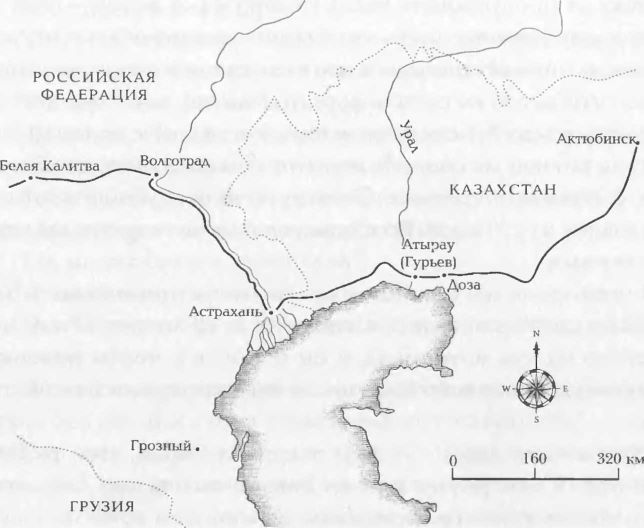 РОССИЙСКАЯ
ФЕДЕРАЦИЯ
Урал
Актюбинск
Белая Калитва
Волгоград
КАЗАХСТАН
Атырау
(Гурьев)
Доза
Астрахань
N
W
E
S
Грозный
0 160 320 км
ГРУЗИЯ